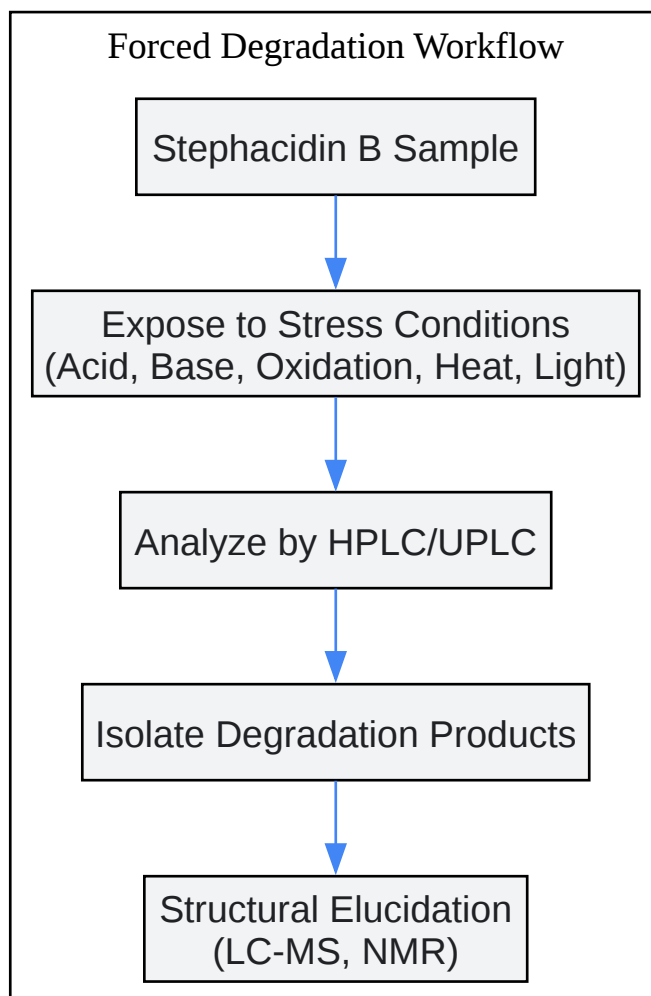 Forced Degradation Workflow
Stephacidin B Sample
Expose to Stress Conditions
(Acid, Base, Oxidation, Heat, Light)
Analyze by HPLC/UPLC
Isolate Degradation Products
Structural Elucidation
(LC-MS, NMR)